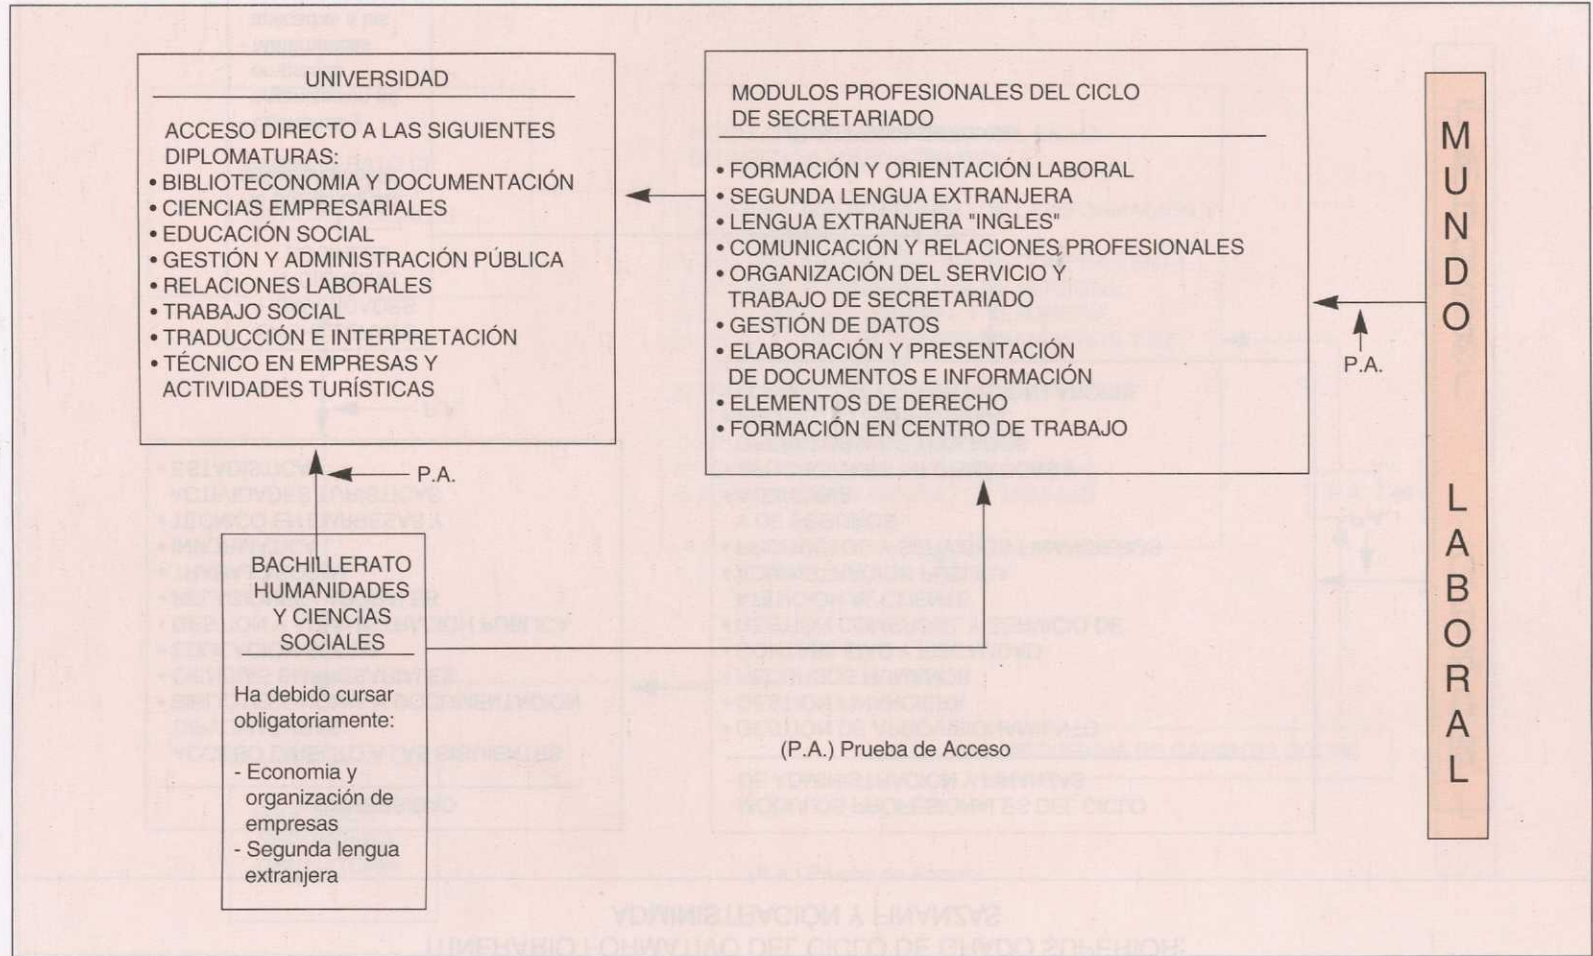 UNIVERSIDAD
ACCESO DIRECTO A LAS SIGUIENTES
DIPLOMATURAS:
• BIBLIOTECONOMIA Y DOCUMENTACIÓN
• CIENCIAS EMPRESARIALES
• EDUCACIÓN SOCIAL
• GESTIÓN Y ADMINISTRACIÓN PÚBLICA
• RELACIONES LABORALES
• TRABAJO SOCIAL
• TRADUCCIÓN E INTERPRETACIÓN
• TÉCNICO EN EMPRESAS Y
ACTIVIDADES TURÍSTICAS
MODULOS PROFESIONALES DEL CICLO
DE SECRETARIADO
• FORMACIÓN Y ORIENTACIÓN LABORAL
• SEGUNDA LENGUA EXTRANJERA
• LENGUA EXTRANJERA "INGLES"
• COMUNICACIÓN Y RELACIONES PROFESIONALES
• ORGANIZACIÓN DEL SERVICIO Y
TRABAJO DE SECRETARIADO
• GESTIÓN DE DATOS
• ELABORACIÓN Y PRESENTACIÓN
DE DOCUMENTOS E INFORMACIÓN
• ELEMENTOS DE DERECHO
• FORMACIÓN EN CENTRO DE TRABAJO
P.A.
MUNDO LABORAL
P.A.
BACHILLERATO
HUMANIDADES
Y CIENCIAS
SOCIALES
Ha debido cursar
obligatoriamente:
- Economia y
organización de
empresas
- Segunda lengua
extranjera
(P.A.) Prueba de Acceso